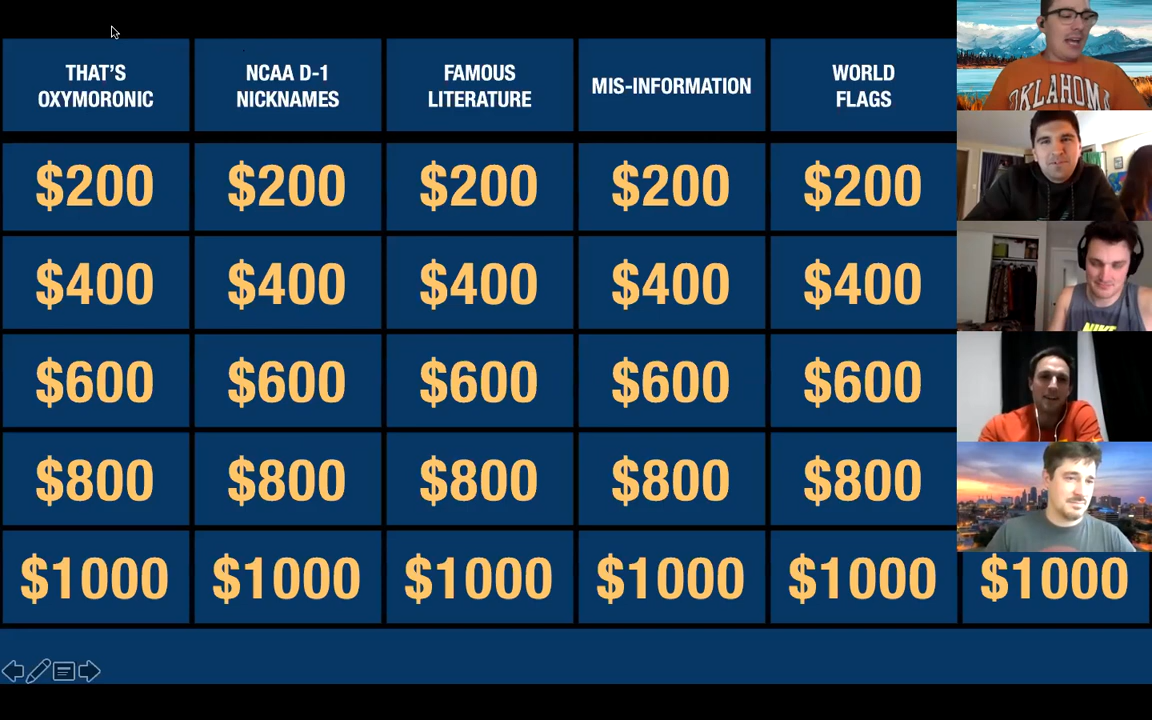 THAT'S
OXYMORONIC
NCAA D-1
NICKNAMES
FAMOUS
LITERATURE
MIS-INFORMATION
WORLD
FLAGS
$200 $200 $200 $200 $200
$400 $400 $400 $400 $400
$600 $600 $600 $600 $600
$800 $800 $800 $800 $800
$1000 $1000 $1000 $1000 $1000 $1000
OKLAHOMA
NIKE